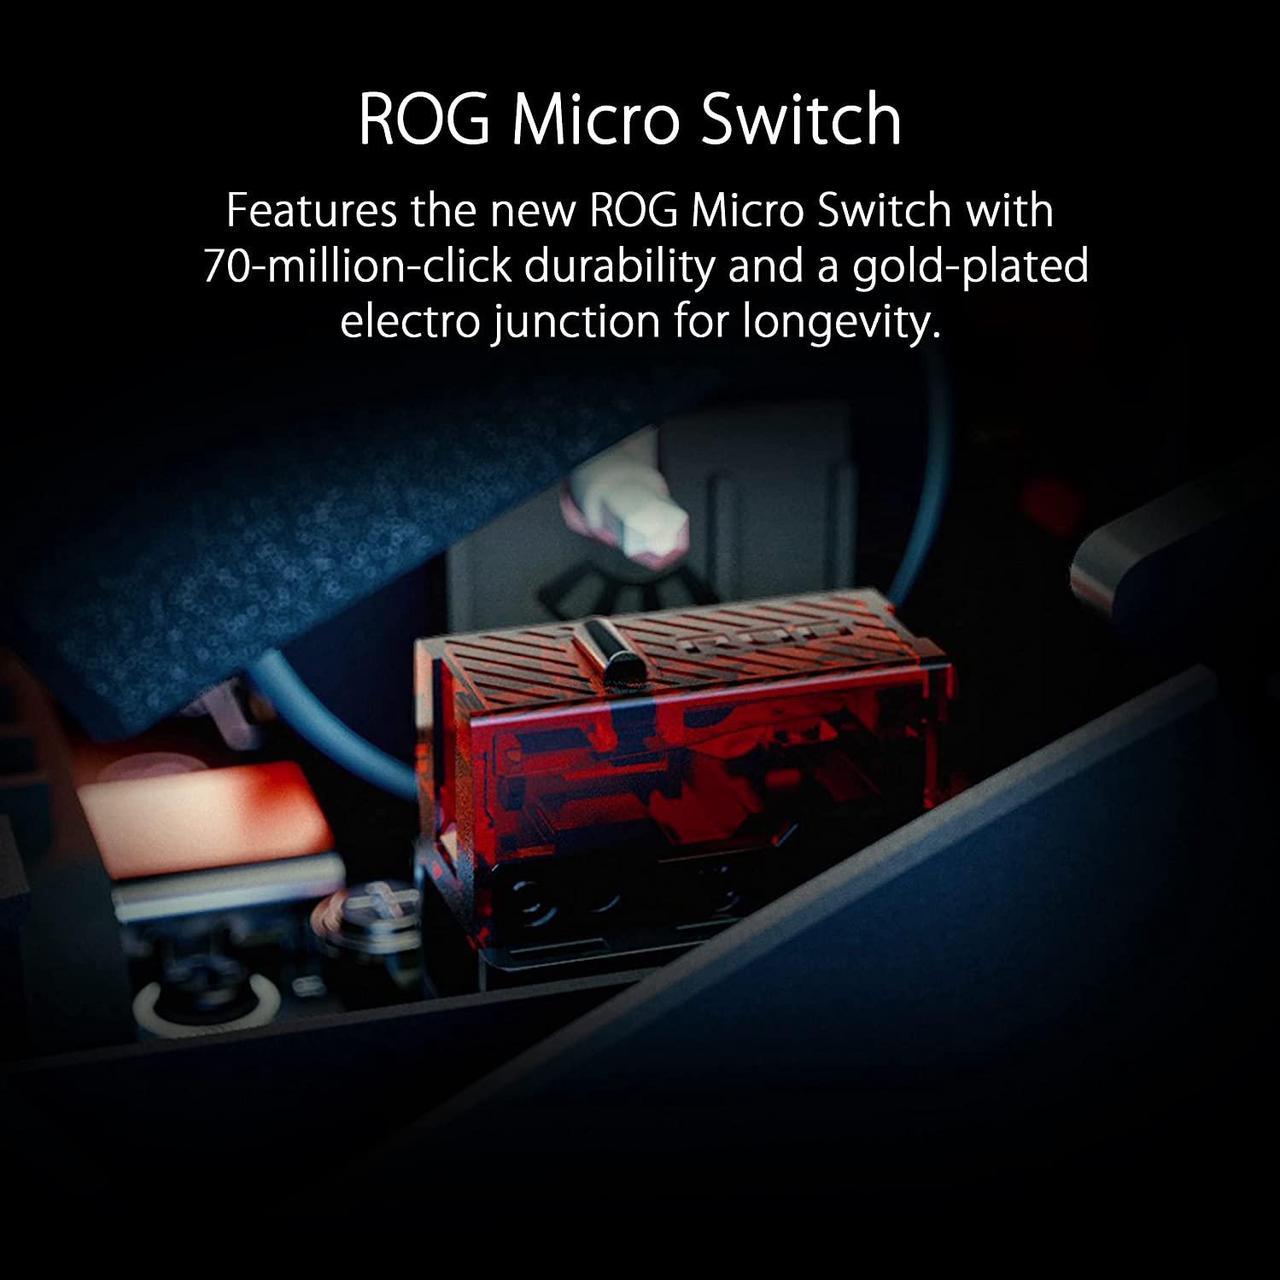 ROG Micro Switch
Features the new ROG Micro Switch with
70-million-click durability and a gold-plated
electro junction for longevity.
ROG